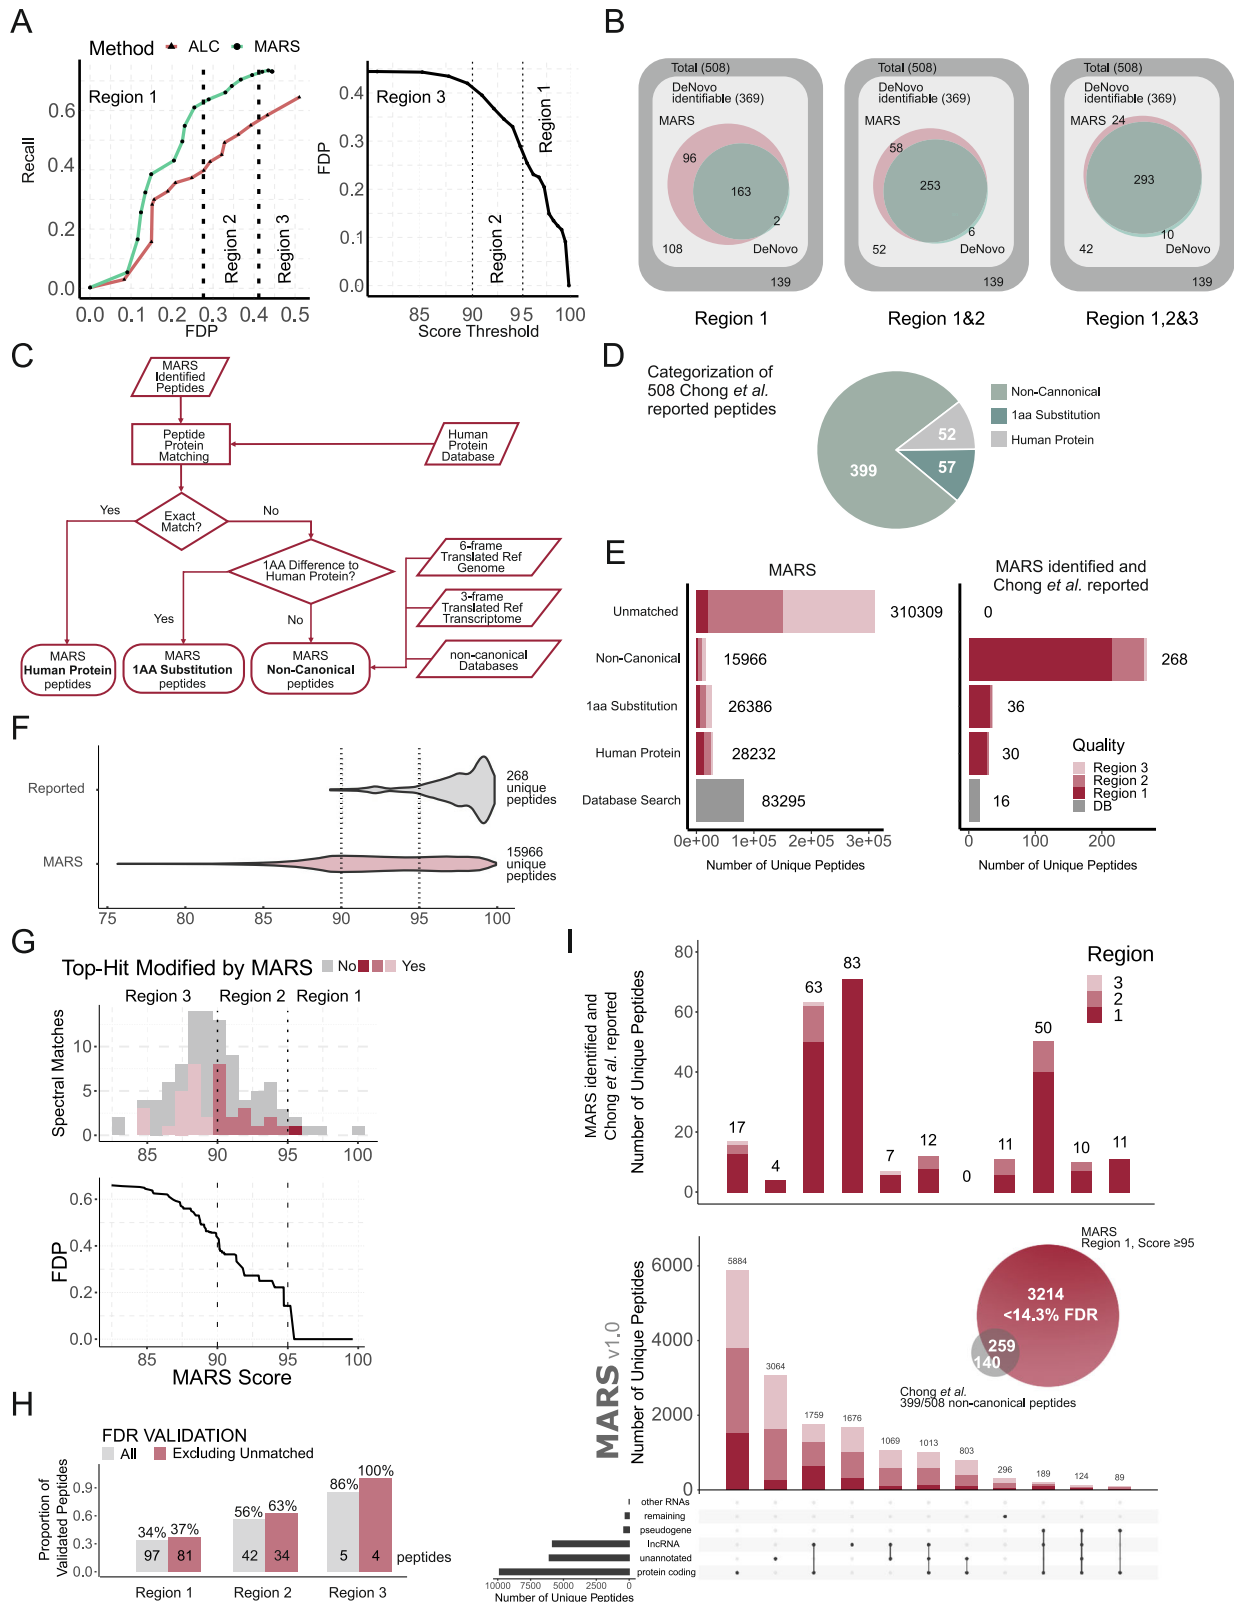 A
Method ALC MARS
Region 1
Region 2
Region 3
Recall
0.6
0.4
0.2
0.0
0.0 0.1 0.2 0.3 0.4 0.5
FDP
Region 3
Region 2
Region 1
FDP
0.4
0.3
0.2
0.1
0.0
85 90 95 100
Score Threshold
B
Total (508)
DeNovo
identifiable (369)
MARS
96
163
2
108
DeNovo
139
Region 1
Total (508)
DeNovo
identifiable (369)
MARS
58
253
6
52
DeNovo
139
Region 1&2
Total (508)
DeNovo
identifiable (369)
MARS
24
293
10
42
DeNovo
139
Region 1,2&3
C
MARS
Identified
Peptides
Peptide
Protein
Matching
Human
Protein
Database
Yes
Exact
Match?
No
1AA Difference to
Human Protein?
Yes
No
6-frame
Translated Ref
Genome
3-frame
Translated Ref
Transcriptome
non-canonical
Databases
MARS
Human Protein
peptides
MARS
1AA Substitution
peptides
MARS
Non-Canonical
peptides
D
Categorization of
508 Chong et al.
reported peptides
399
52
57
Non-Cannonical
1aa Substitution
Human Protein
E
MARS
Unmatched
310309
Non-Canonical
15966
1aa Substitution
26386
Human Protein
28232
Database Search
83295
0e+00 1e+05 2e+05 3e+05
Number of Unique Peptides
MARS identified and
Chong et al. reported
0
268
36
30
16
Quality
Region 3
Region 2
Region 1
DB
0 100 200
Number of Unique Peptides
F
Reported
268
unique
peptides
MARS
15966
unique
peptides
75 80 85 90 95 100
G
Top-Hit Modified by MARS No Yes
Region 3 Region 2 Region 1
Spectral Matches
10
5
0
85 90 95 100
FDP
0.6
0.4
0.2
0.0
85 90 95 100
MARS Score
H
FDR VALIDATION
All Excluding Unmatched
Proportion of
Validated Peptides
0.9
0.6
0.3
0.0
34% 37%
56% 63%
86% 100%
97 81
42 34
5 4
peptides
Region 1 Region 2 Region 3
I
MARS identified and
Chong et al. reported
Number of Unique Peptides
80
60
40
20
0
17
4
63
83
7
12
0
11
50
10
11
Region
3
2
1
MARS v1.0
Number of Unique Peptides
6000
4000
2000
0
5884
3064
1759
1676
1069
1013
803
296
189
124
89
MARS
Region 1, Score ≥95
3214
<14.3% FDR
259
140
Chong et al.
399/508 non-canonical peptides
other RNAs
remaining
pseudogene
lncRNA
unannotated
protein coding
10000 7500 5000 2500 0
Number of Unique Peptides